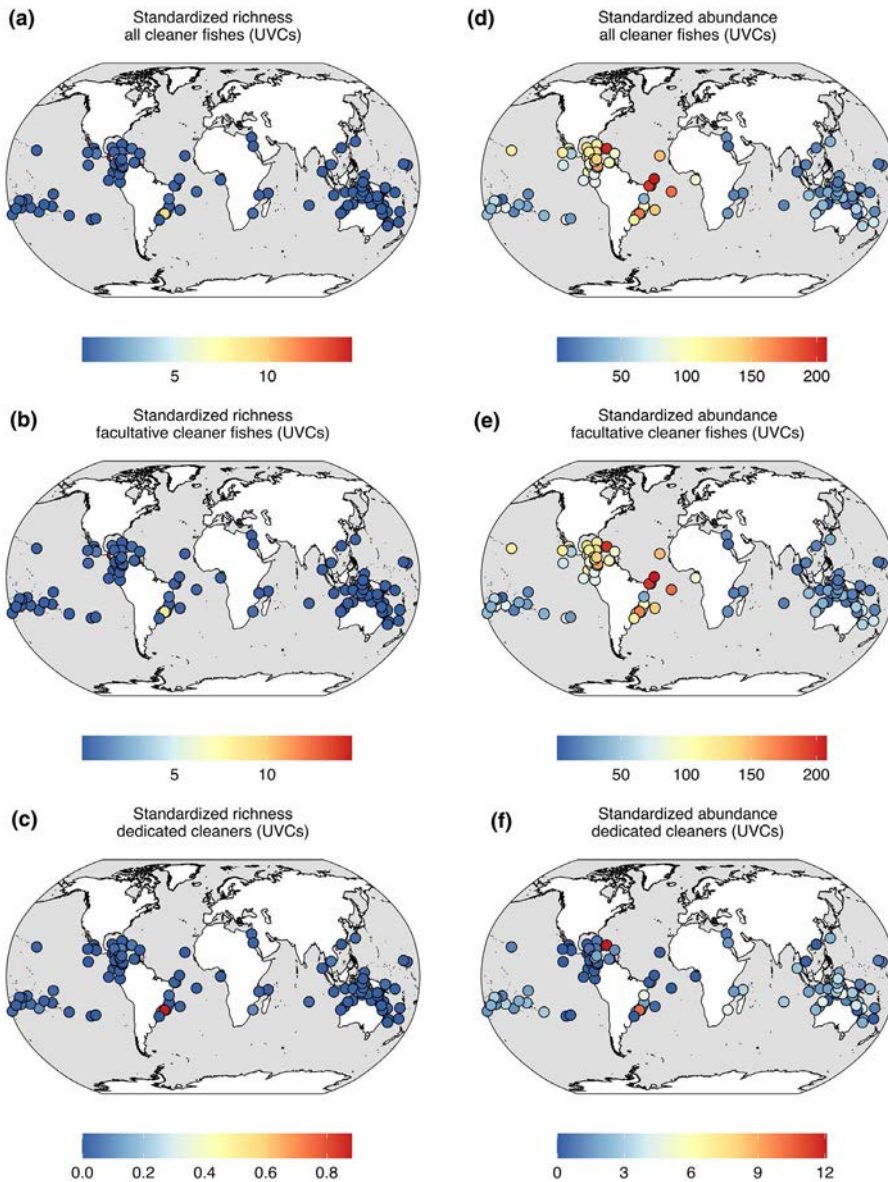 (a)
Standardized richness
all cleaner fishes (UVCs)
5 10
(b)
Standardized richness
facultative cleaner fishes (UVCs)
5 10
(c)
Standardized richness
dedicated cleaners (UVCs)
0.0 0.2 0.4 0.6 0.8
(d)
Standardized abundance
all cleaner fishes (UVCs)
50 100 150 200
(e)
Standardized abundance
facultative cleaner fishes (UVCs)
50 100 150 200
(f)
Standardized abundance
dedicated cleaners (UVCs)
0 3 6 9 12